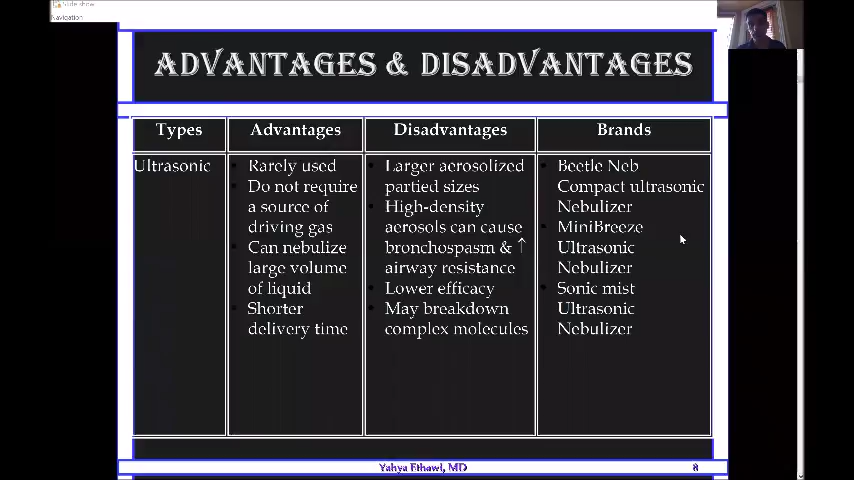 Slide show
Navigation
ADVANTAGES & DISADVANTAGES
Types
Advantages
Disadvantages
Brands
Ultrasonic
Rarely used
Do not require
a source of
driving gas
Can nebulize
large volume
of liquid
Shorter
delivery time
Larger aerosolized
partied sizes
High-density
aerosols can cause
bronchospasm & ↑
airway resistance
Lower efficacy
May breakdown
complex molecules
Beetle Neb
Compact ultrasonic
Nebulizer
MiniBreeze
Ultrasonic
Nebulizer
Sonic mist
Ultrasonic
Nebulizer
Yahya Ethawi, MD
8